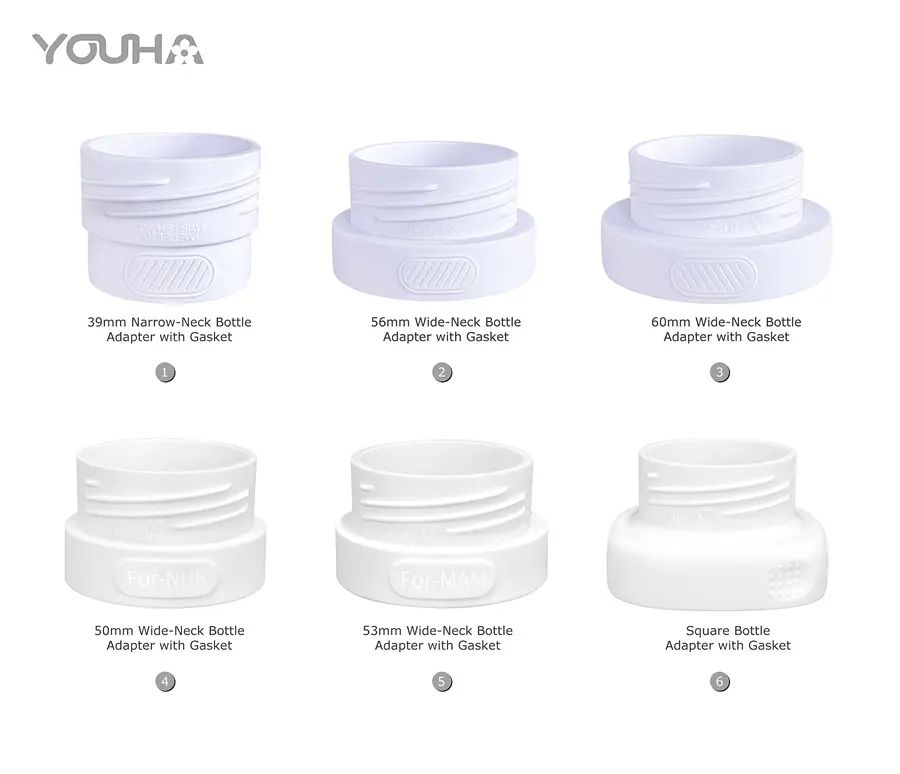 YOUHA
39mm Narrow-Neck Bottle
Adapter with Gasket
56mm Wide-Neck Bottle
Adapter with Gasket
60mm Wide-Neck Bottle
Adapter with Gasket
1
2
3
For-NUK
For-MAM
50mm Wide-Neck Bottle
Adapter with Gasket
53mm Wide-Neck Bottle
Adapter with Gasket
Square Bottle
Adapter with Gasket
4
5
6